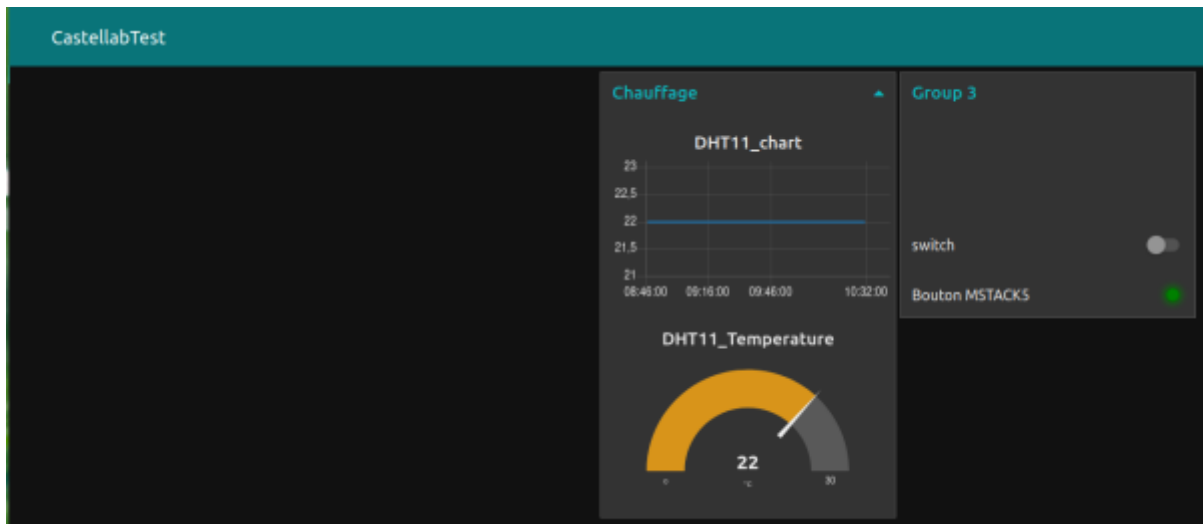 CastellabTest
Chauffage
DHT11_chart
23
22,5
22
21,5
21
08:46:00 09:16:00 09:46:00 10:32:00
DHT11_Temperature
22
0 °C 30
Group 3
switch
Bouton M5TACK5